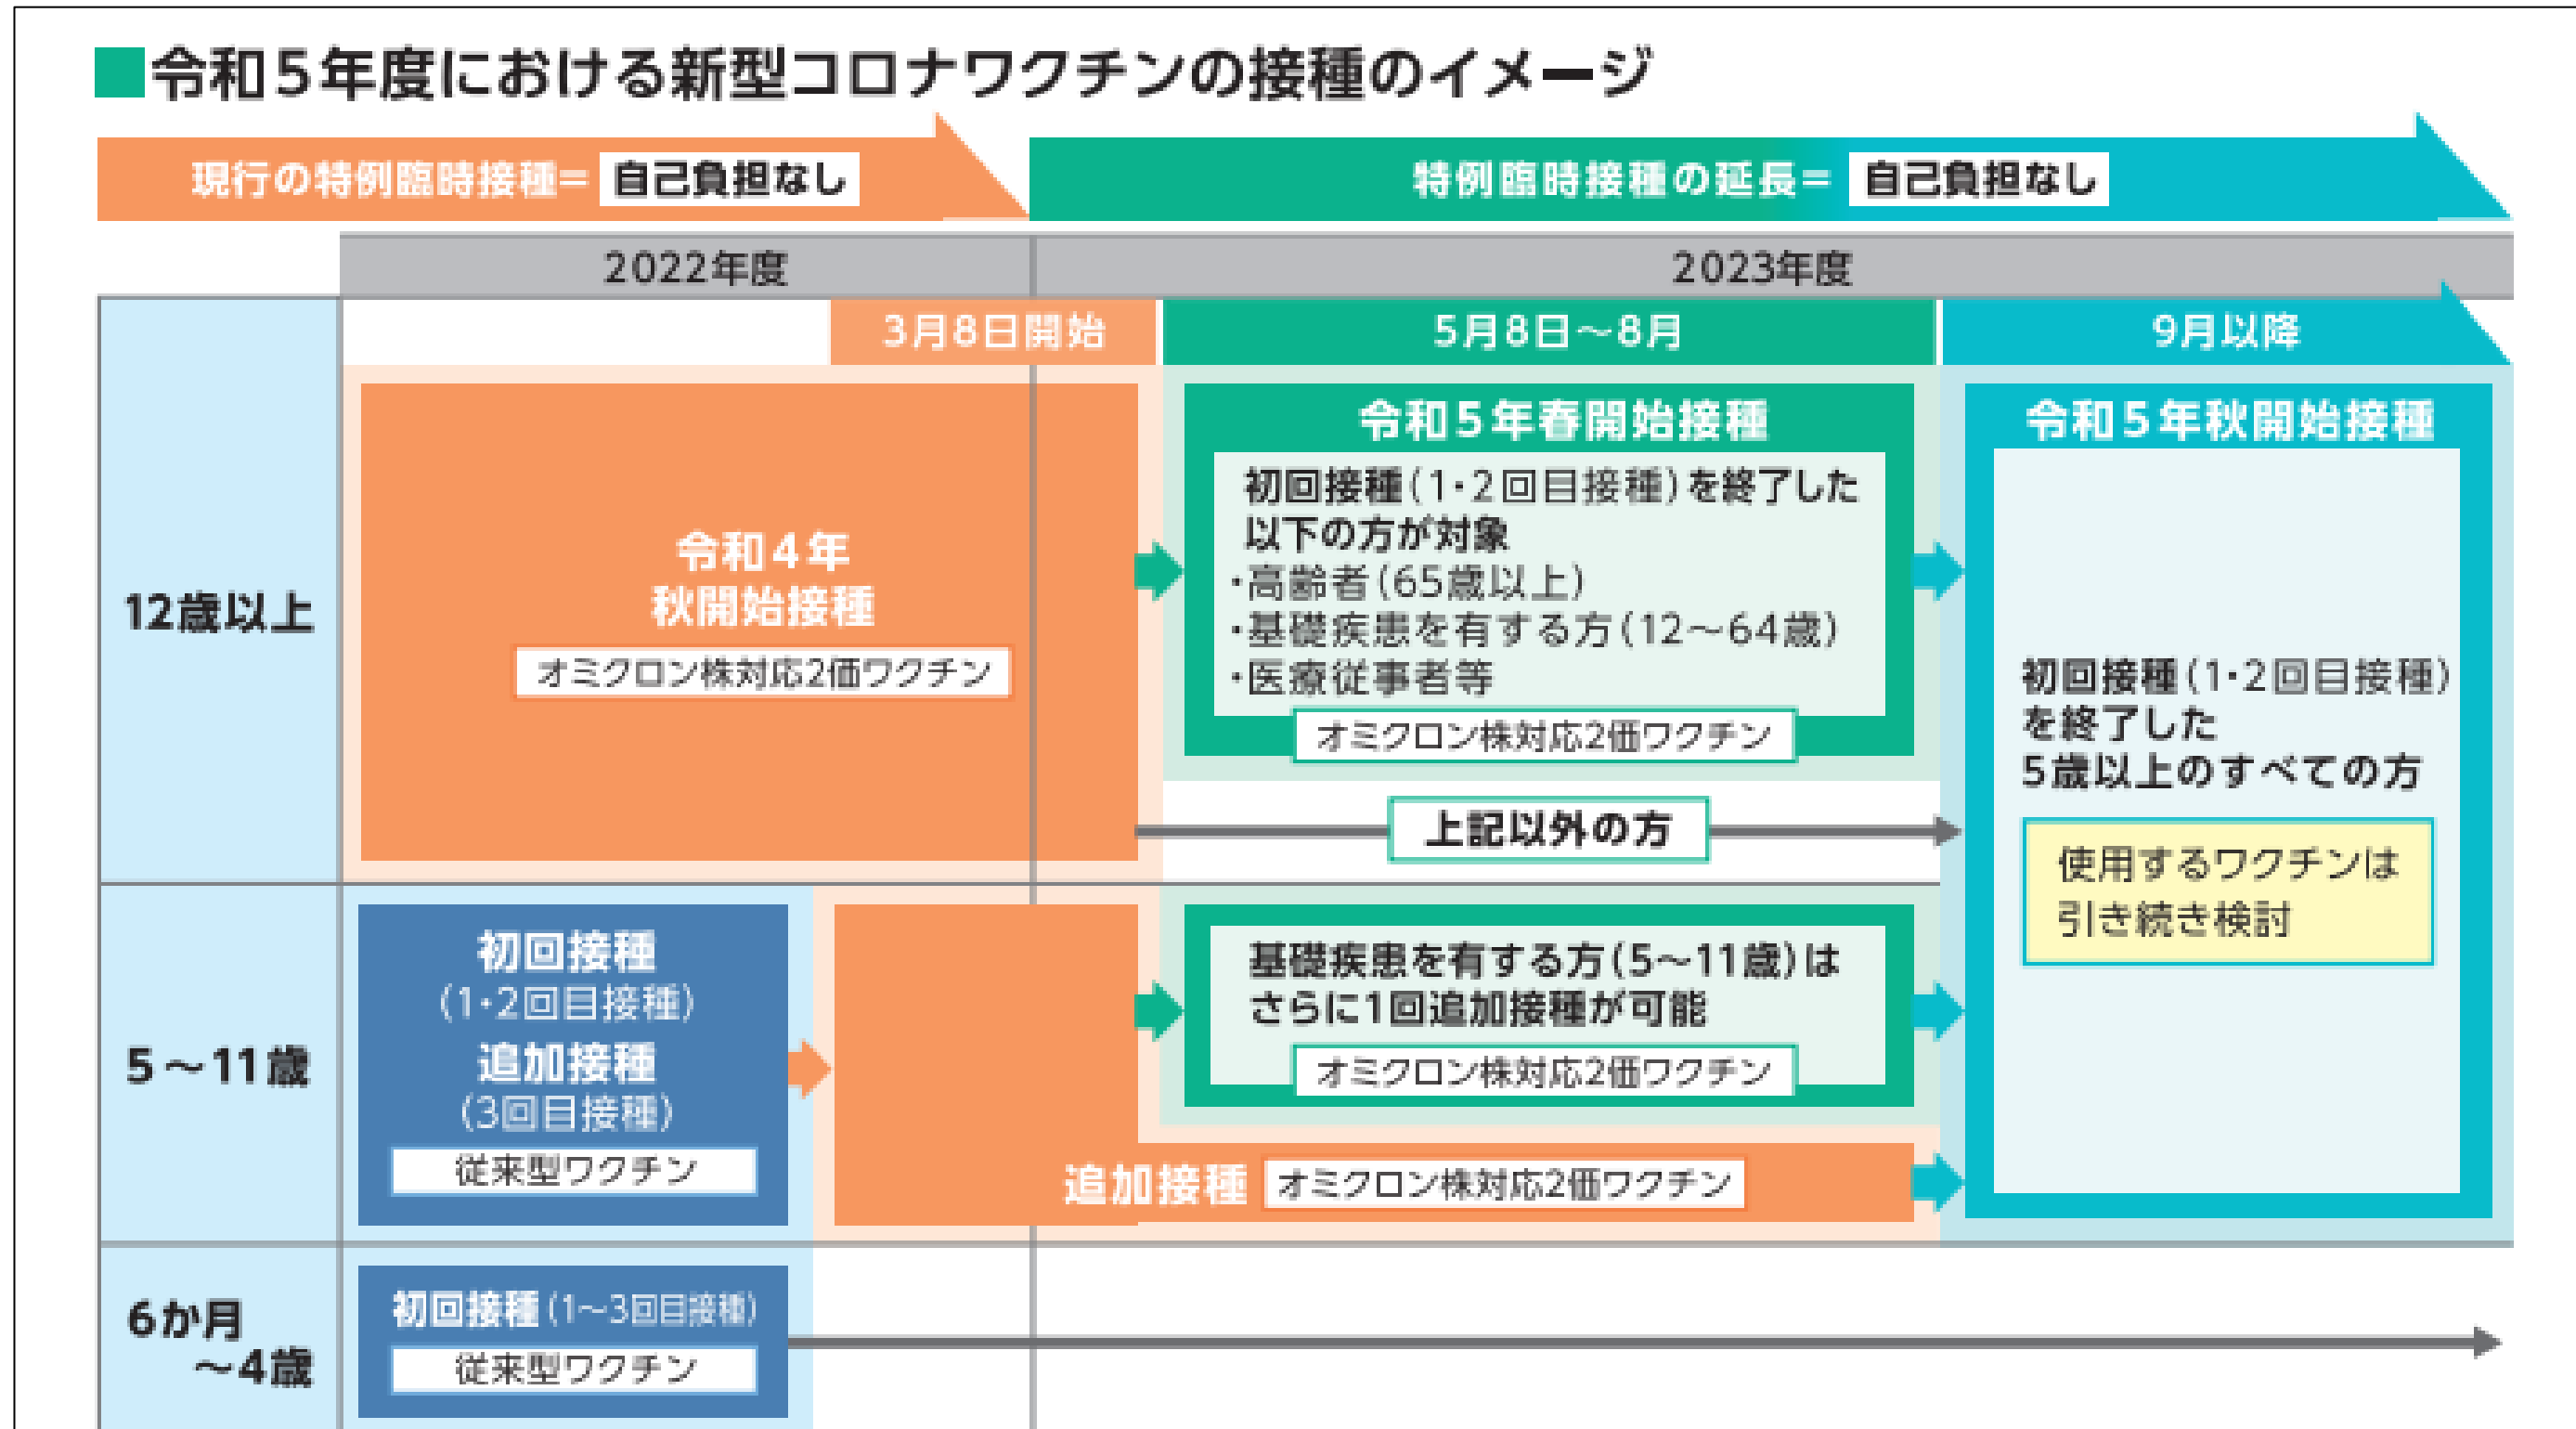 ■令和5年度における新型コロナワクチンの接種のイメージ
現行の特例臨時接種＝ 自己負担なし
特例臨時接種の延長＝ 自己負担なし
2022年度
2023年度
3月8日開始
5月8日～8月
9月以降
12歳以上
令和4年
秋開始接種
オミクロン株対応2価ワクチン
令和5年春開始接種
初回接種（1・2回目接種）を終了した
以下の方が対象
・高齢者（65歳以上）
・基礎疾患を有する方（12～64歳）
・医療従事者等
オミクロン株対応2価ワクチン
上記以外の方
令和5年秋開始接種
初回接種（1・2回目接種）
を終了した
5歳以上のすべての方
使用するワクチンは
引き続き検討
5～11歳
初回接種
（1・2回目接種）
追加接種
（3回目接種）
従来型ワクチン
基礎疾患を有する方（5～11歳）は
さらに1回追加接種が可能
オミクロン株対応2価ワクチン
追加接種 オミクロン株対応2価ワクチン
6か月
～4歳
初回接種（1～3回目接種）
従来型ワクチン